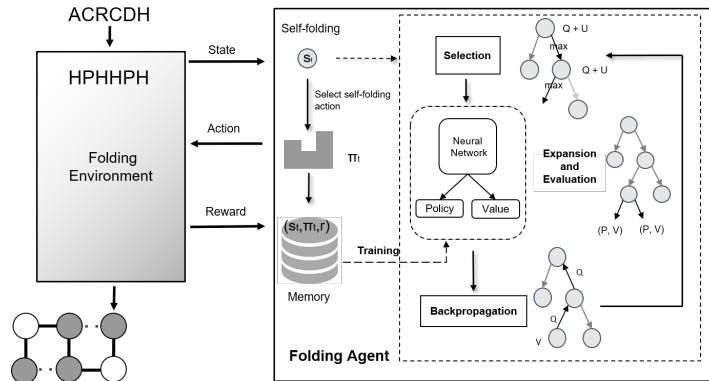 ACRCDH
HPHHPH
Folding
Environment
State
Action
Reward
Self-folding
Sₜ
Select self-folding
action
πₜ
(sₜ,πₜ,r)
Memory
Training
Folding Agent
Selection
Neural
Network
Policy
Value
Backpropagation
Q + U
max
Q + U
max
Expansion
and
Evaluation
(P, V)
(P, V)
Q
Q
V